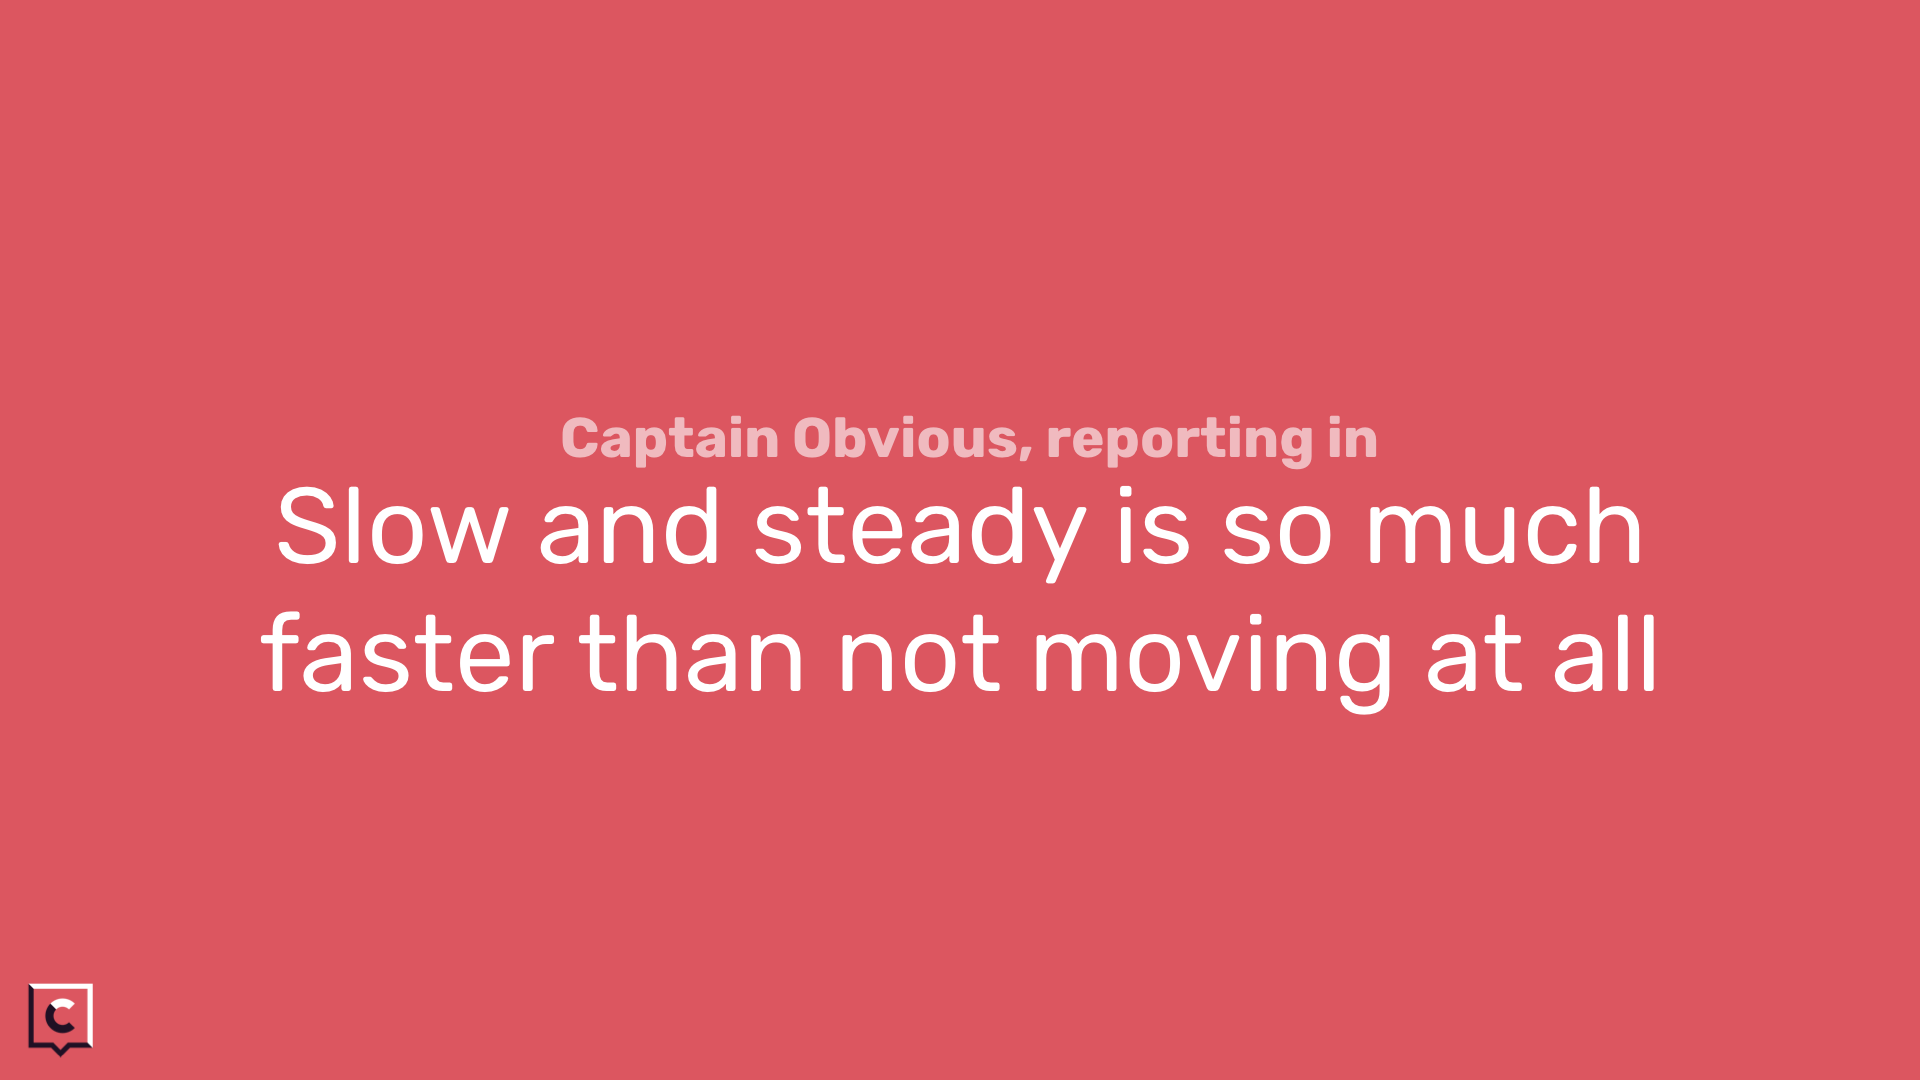 Captain Obvious, reporting in
Slow and steady is so much
faster than not moving at all
C